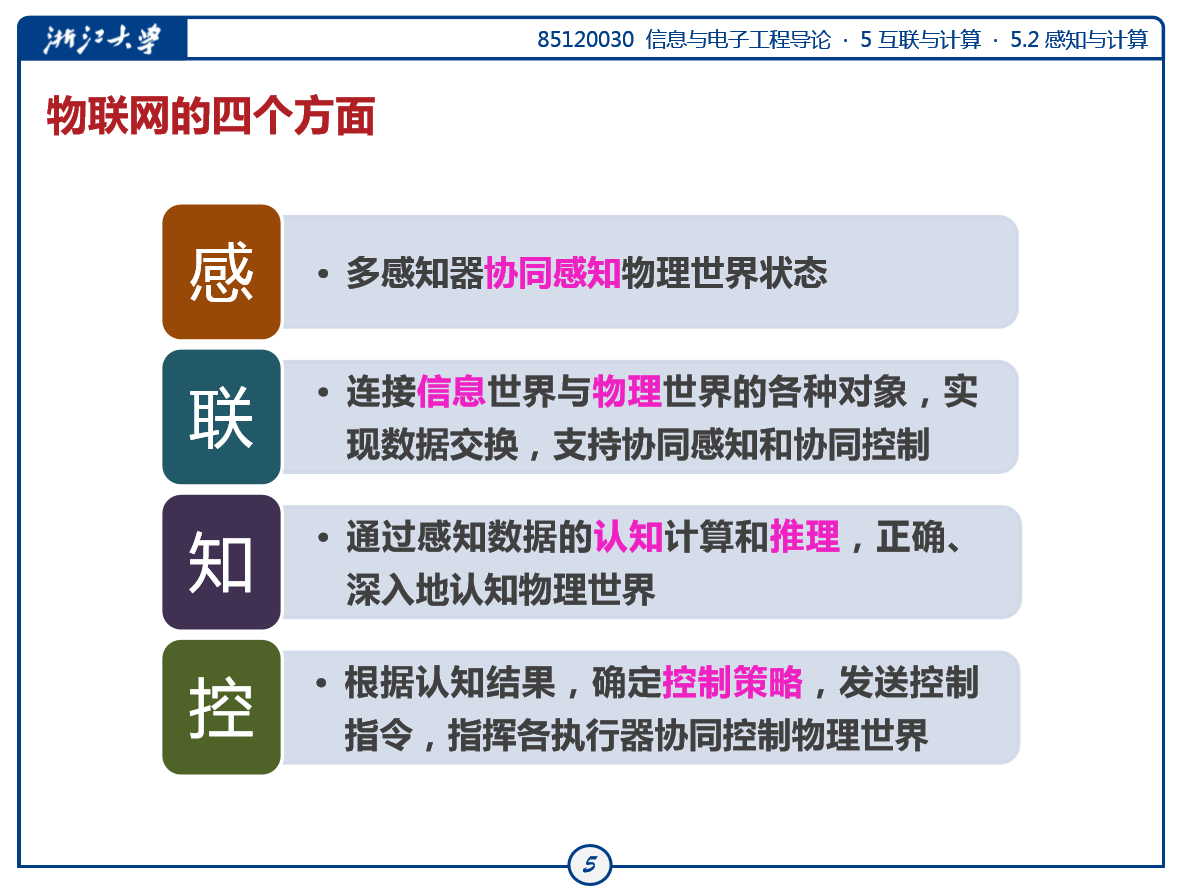 浙江大学
85120030 信息与电子工程导论 · 5 互联与计算 · 5.2 感知与计算
物联网的四个方面
感
• 多感知器协同感知物理世界状态
联
• 连接信息世界与物理世界的各种对象，实
现数据交换，支持协同感知和协同控制
知
• 通过感知数据的认知计算和推理，正确、
深入地认知物理世界
控
• 根据认知结果，确定控制策略，发送控制
指令，指挥各执行器协同控制物理世界
5